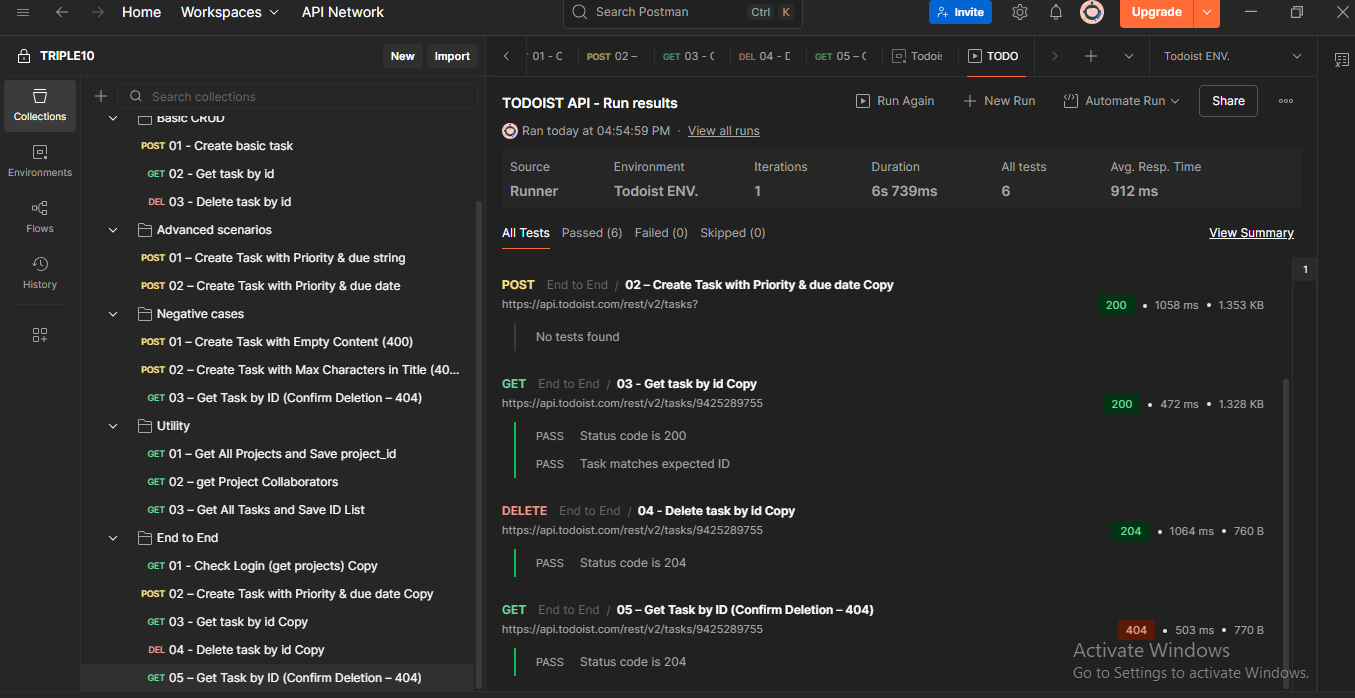 Home Workspaces API Network Search Postman Ctrl K Invite Upgrade
TRIPLE10 New Import
01 - C POST 02 – GET 03 - ( DEL 04 - D GET 05 – ( Todois TODO Todoist ENV.
Collections
Environments
Flows
History
Search collections
Basic CRUD
POST 01 - Create basic task
GET 02 - Get task by id
DEL 03 - Delete task by id
Advanced scenarios
POST 01 – Create Task with Priority & due string
POST 02 – Create Task with Priority & due date
Negative cases
POST 01 – Create Task with Empty Content (400)
POST 02 – Create Task with Max Characters in Title (40...
GET 03 – Get Task by ID (Confirm Deletion – 404)
Utility
GET 01 – Get All Projects and Save project_id
GET 02 – get Project Collaborators
GET 03 – Get All Tasks and Save ID List
End to End
GET 01 - Check Login (get projects) Copy
POST 02 – Create Task with Priority & due date Copy
GET 03 - Get task by id Copy
DEL 04 - Delete task by id Copy
GET 05 – Get Task by ID (Confirm Deletion – 404)
TODOIST API - Run results Run Again New Run Automate Run Share
Ran today at 04:54:59 PM · View all runs
Source Environment Iterations Duration All tests Avg. Resp. Time
Runner Todoist ENV. 1 6s 739ms 6 912 ms
All Tests Passed (6) Failed (0) Skipped (0) View Summary
1
POST End to End / 02 – Create Task with Priority & due date Copy
https://api.todoist.com/rest/v2/tasks? 200 • 1058 ms • 1.353 KB
No tests found
GET End to End / 03 - Get task by id Copy
https://api.todoist.com/rest/v2/tasks/9425289755 200 • 472 ms • 1.328 KB
PASS Status code is 200
PASS Task matches expected ID
DELETE End to End / 04 - Delete task by id Copy
https://api.todoist.com/rest/v2/tasks/9425289755 204 • 1064 ms • 760 B
PASS Status code is 204
GET End to End / 05 – Get Task by ID (Confirm Deletion – 404)
https://api.todoist.com/rest/v2/tasks/9425289755 404 • 503 ms • 770 B
PASS Status code is 204
Activate Windows
Go to Settings to activate Windows.